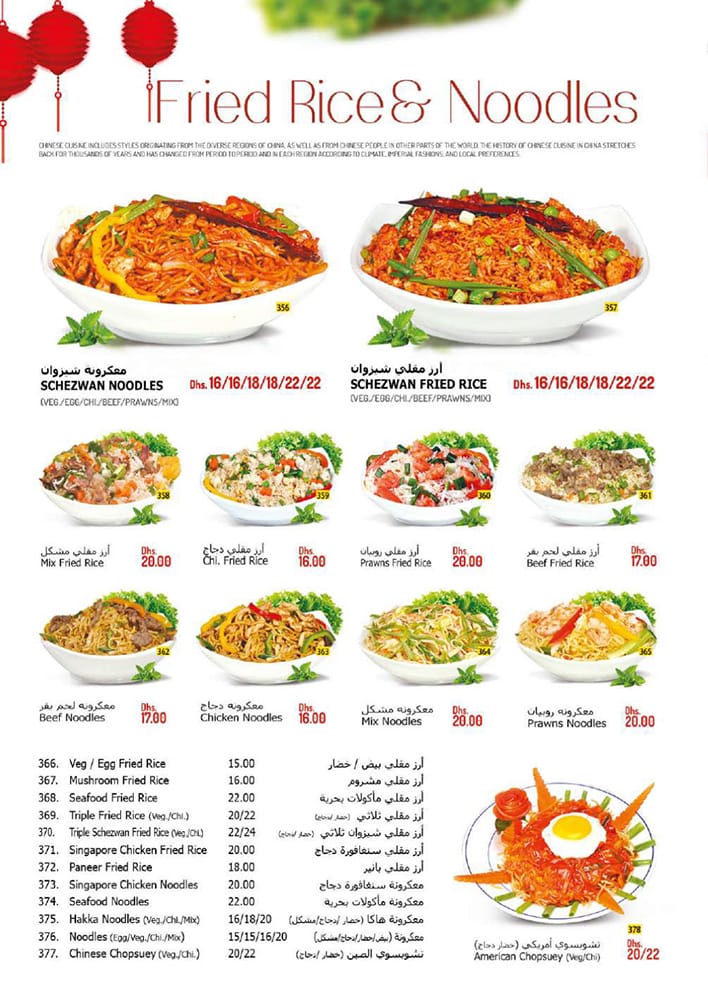 Fried Rice & Noodles
CHINESE CUISINE INCLUDES STYLES ORIGINATING FROM THE DIVERSE REGIONS OF CHINA, AS WELL AS FROM CHINESE PEOPLE IN OTHER PARTS OF THE WORLD. THE HISTORY OF CHINESE CUISINE IN CHINA STRETCHES
BACK FOR THOUSANDS OF YEARS AND HAS CHANGED FROM PERIOD TO PERIOD AND IN EACH REGION ACCORDING TO CLIMATE, IMPERIAL FASHIONS, AND LOCAL PREFERENCES.
356
معكرونة شيزوان
SCHEZWAN NOODLES Dhs. 16/16/18/18/22/22
(VEG./EGG/CHI./BEEF/PRAWNS/MIX)
357
أرز مقلي شيزوان
SCHEZWAN FRIED RICE Dhs. 16/16/18/18/22/22
(VEG./EGG/CHI./BEEF/PRAWNS/MIX)
358
أرز مقلي مشكل
Mix Fried Rice
Dhs.
20.00
359
أرز مقلي دجاج
Chi. Fried Rice
Dhs.
16.00
360
أرز مقلي روبيان
Prawns Fried Rice
Dhs.
20.00
361
أرز مقلي لحم بقر
Beef Fried Rice
Dhs.
17.00
362
معكرونه لحم بقر
Beef Noodles
Dhs.
17.00
363
معكرونه دجاج
Chicken Noodles
Dhs.
16.00
364
معكرونه مشكل
Mix Noodles
Dhs.
20.00
365
معكرونه روبيان
Prawns Noodles
Dhs.
20.00
366. Veg / Egg Fried Rice 15.00 أرز مقلي بيض / خضار
367. Mushroom Fried Rice 16.00 أرز مقلي مشروم
368. Seafood Fried Rice 22.00 أرز مقلي مأكولات بحرية
369. Triple Fried Rice (Veg./Chi.) 20/22 أرز مقلي ثلاثي (خضار /دجاج)
370. Triple Schezwan Fried Rice (Veg./Chi.) 22/24 أرز مقلي شيزوان ثلاثي (خضار /دجاج)
371. Singapore Chicken Fried Rice 20.00 أرز مقلي سنغافورة دجاج
372. Paneer Fried Rice 18.00 أرز مقلي بانير
373. Singapore Chicken Noodles 20.00 معكرونة سنغافورة دجاج
374. Seafood Noodles 22.00 معكرونة مأكولات بحرية
375. Hakka Noodles (Veg./Chi./Mix) 16/18/20 معكرونة هاكا (خضار /دجاج/مشكل)
376. Noodles (Egg/Veg./Chi./Mix) 15/15/16/20 معكرونة (بيض/خضار/دجاج/مشكل)
377. Chinese Chopsuey (Veg./Chi.) 20/22 تشوبسوي الصين (خضار /دجاج)
378
تشوبسوي أمريكي (خضار دجاج)
American Chopsuey (Veg/Chi)
Dhs.
20/22